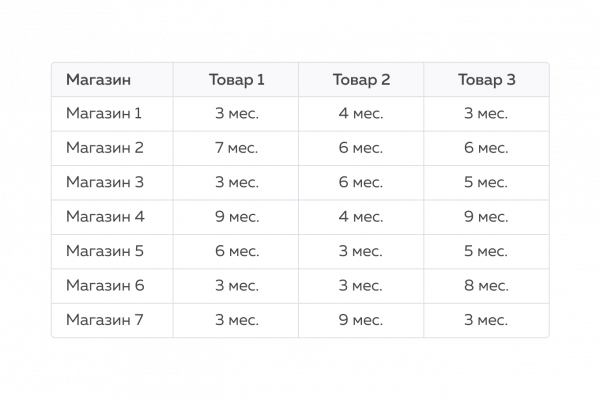 Магазин Товар 1 Товар 2 Товар 3
Магазин 1 3 мес. 4 мес. 3 мес.
Магазин 2 7 мес. 6 мес. 6 мес.
Магазин 3 3 мес. 6 мес. 5 мес.
Магазин 4 9 мес. 4 мес. 9 мес.
Магазин 5 6 мес. 3 мес. 5 мес.
Магазин 6 3 мес. 3 мес. 8 мес.
Магазин 7 3 мес. 9 мес. 3 мес.